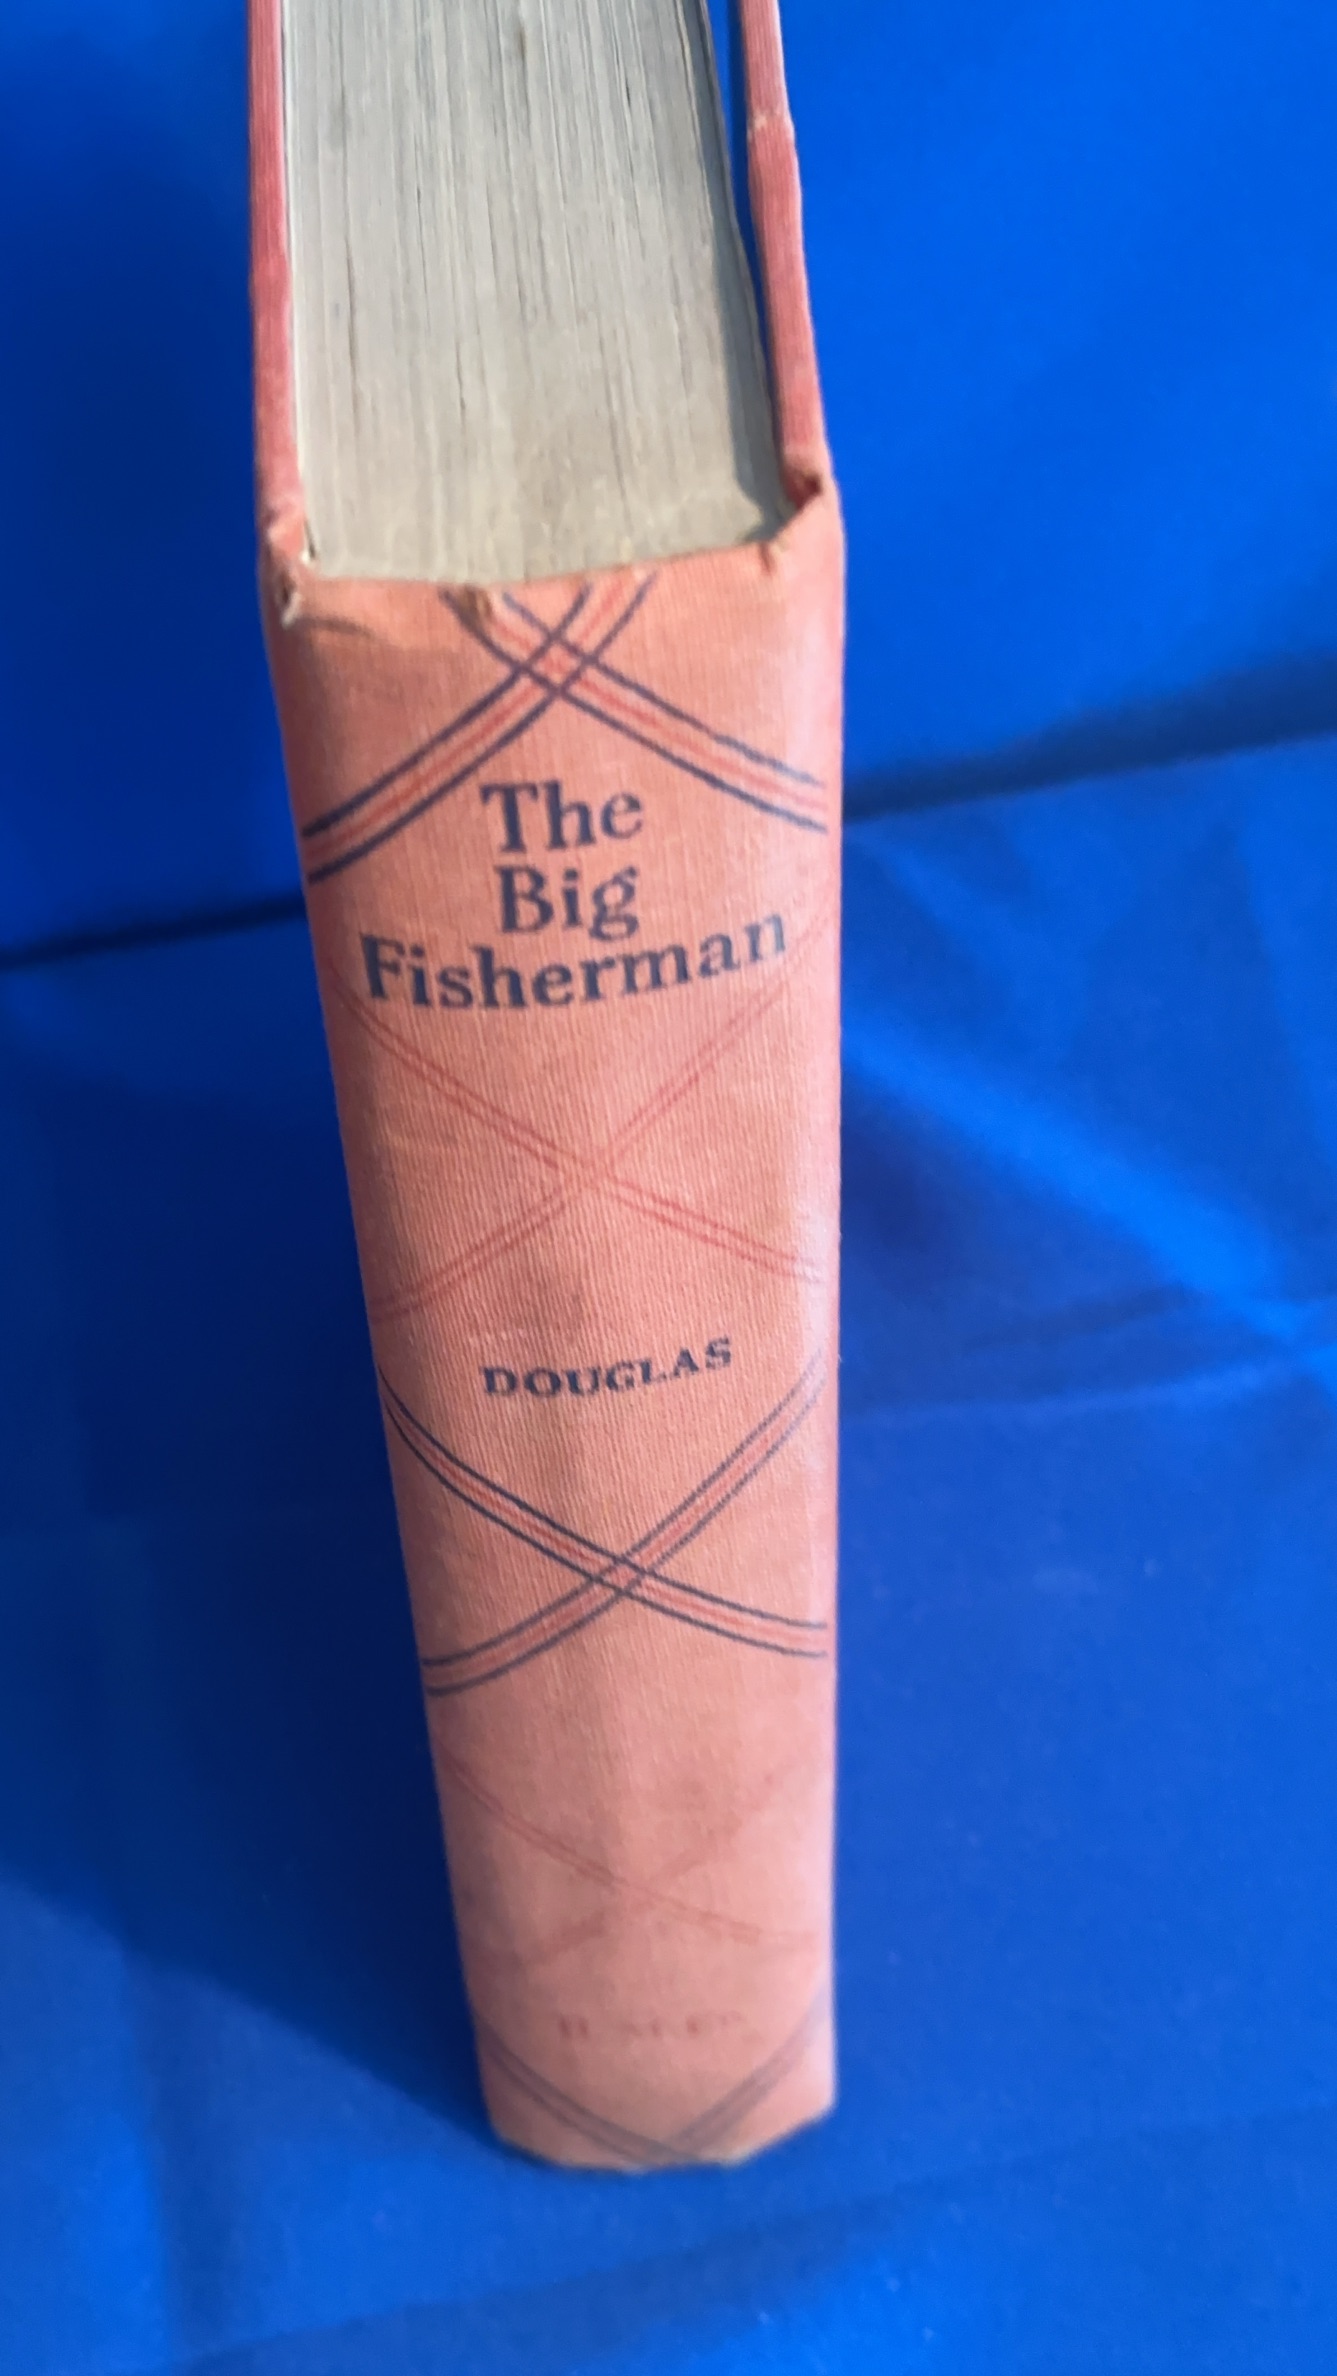 The
Big
Fisherman
DOUGLAS